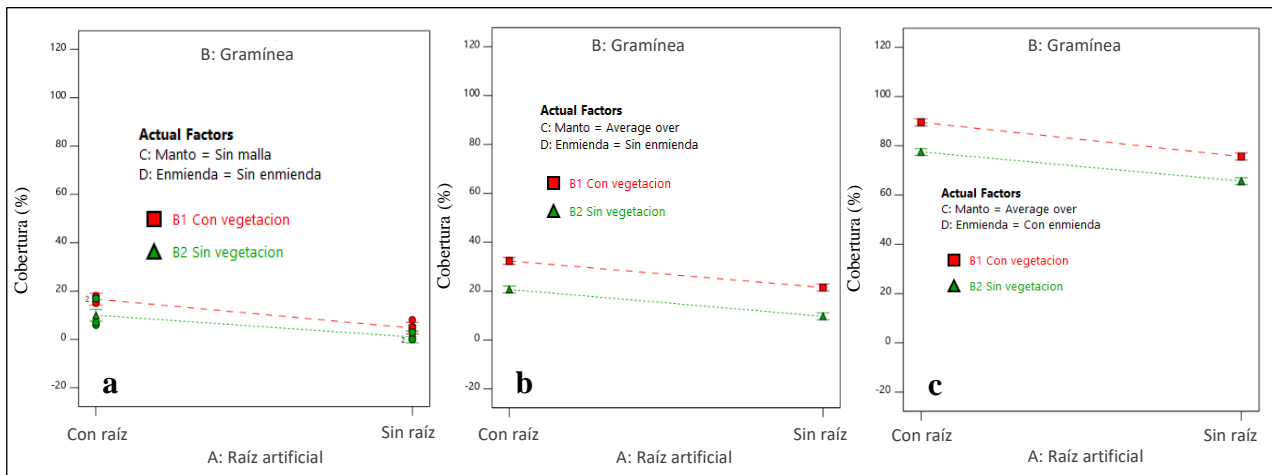 B: Gramínea
120
100
80
60
40
20
0
-20
Cobertura (%)
Actual Factors
C: Manto = Sin malla
D: Enmienda = Sin enmienda
B1 Con vegetacion
B2 Sin vegetacion
2
2
a
Con raíz
Sin raíz
A: Raíz artificial
B: Gramínea
120
100
80
60
40
20
0
-20
Cobertura (%)
Actual Factors
C: Manto = Average over
D: Enmienda = Sin enmienda
B1 Con vegetacion
B2 Sin vegetacion
b
Con raíz
Sin raíz
A: Raíz artificial
B: Gramínea
120
100
80
60
40
20
0
-20
Cobertura (%)
Actual Factors
C: Manto = Average over
D: Enmienda = Con enmienda
B1 Con vegetacion
B2 Sin vegetacion
c
Con raíz
Sin raíz
A: Raíz artificial